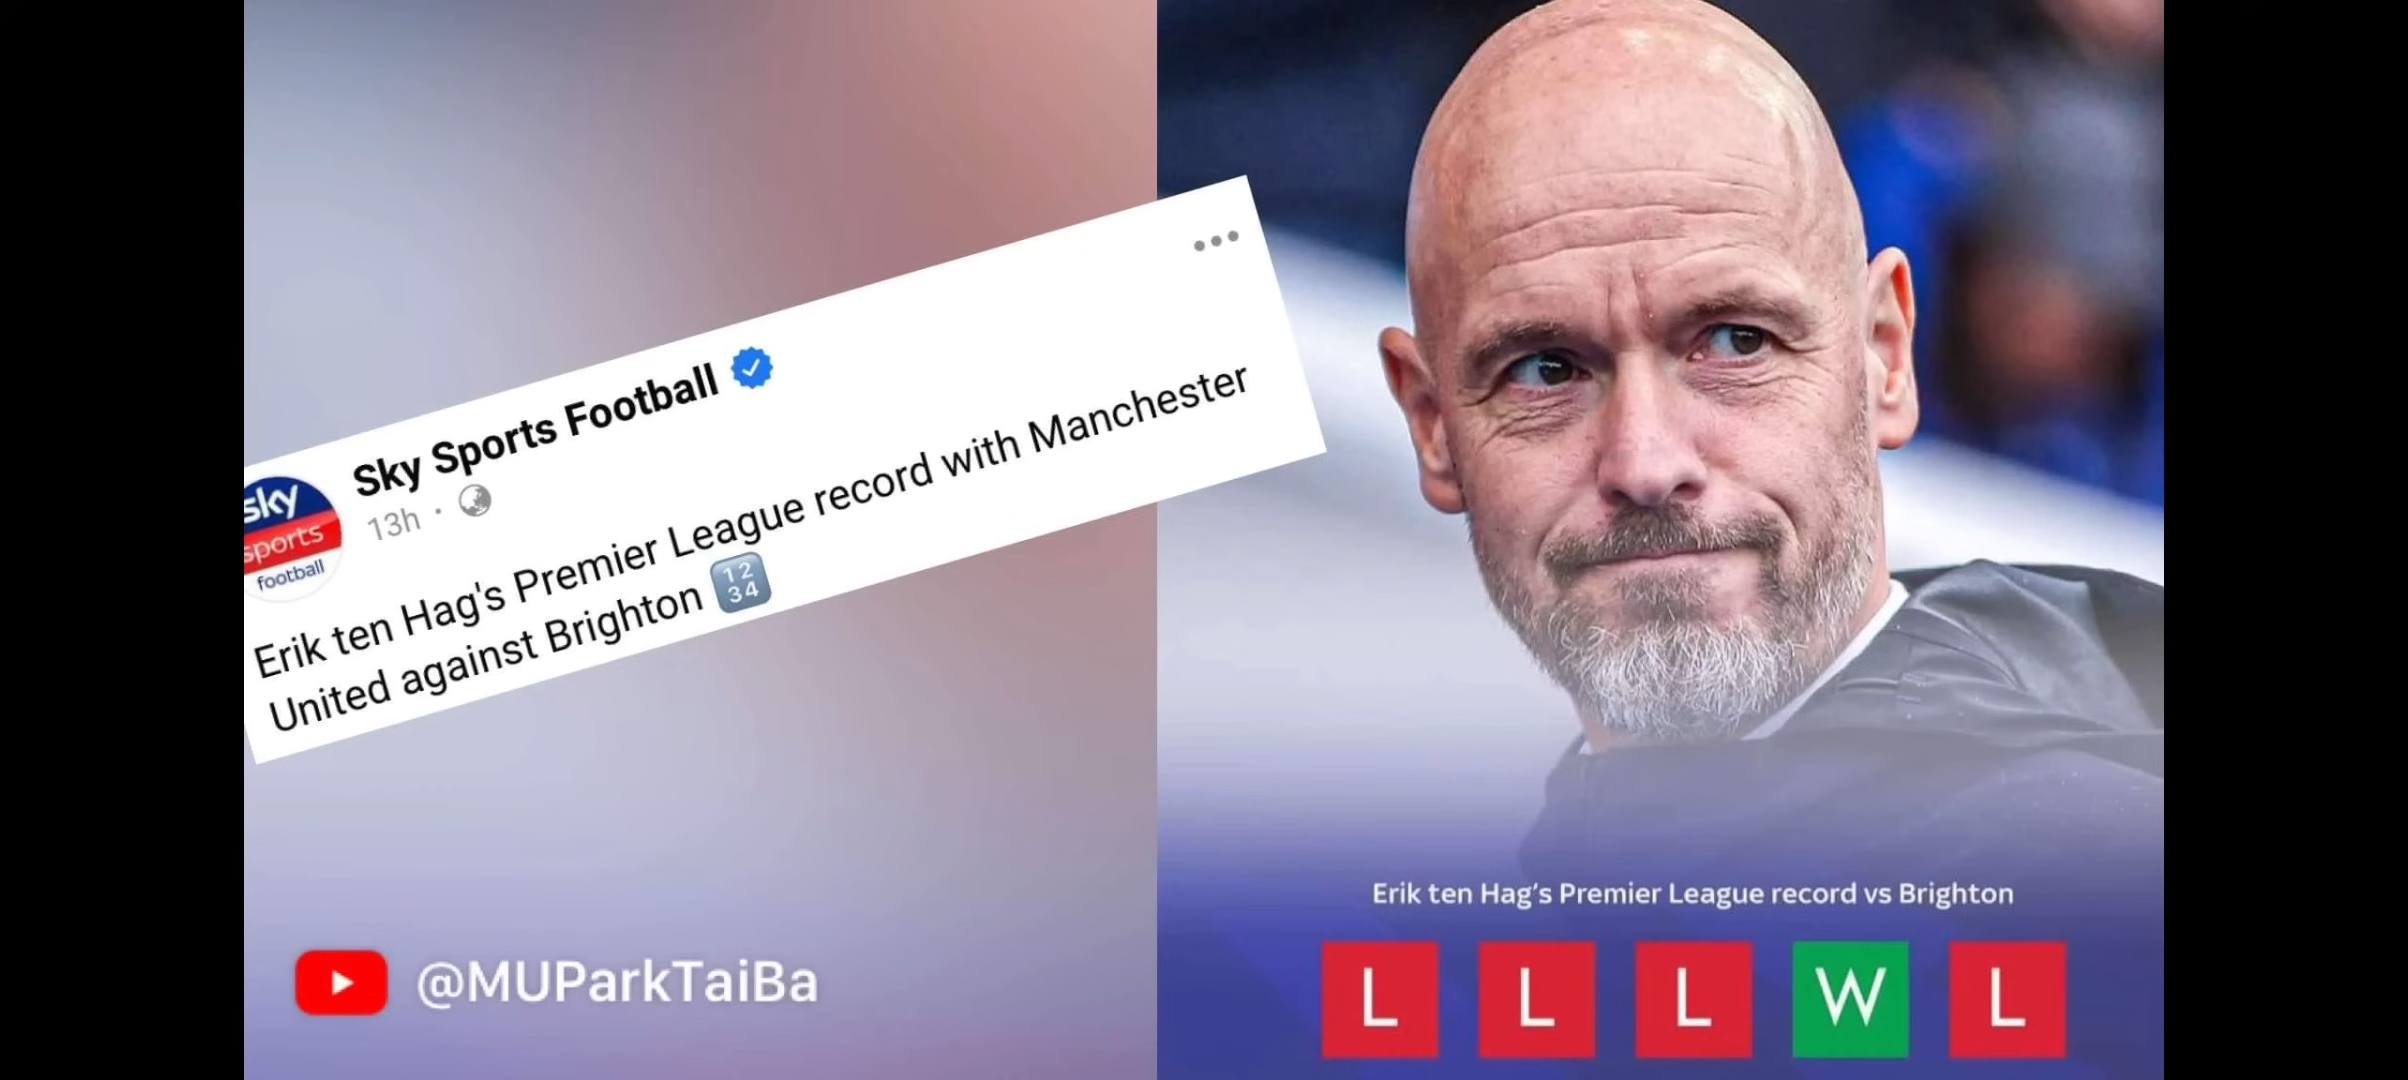 Sky Sports Football
13h ·
sky
sports
football
Erik ten Hag's Premier League record with Manchester
United against Brighton 🔢
@MUParkTaiBa
Erik ten Hag's Premier League record vs Brighton
L L L W L